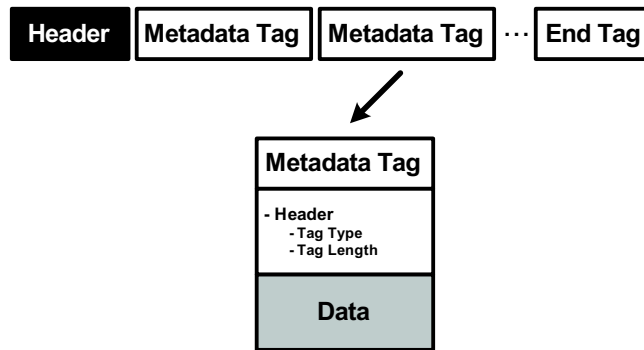 Header Metadata Tag Metadata Tag ... End Tag
Metadata Tag
- Header
- Tag Type
- Tag Length
Data